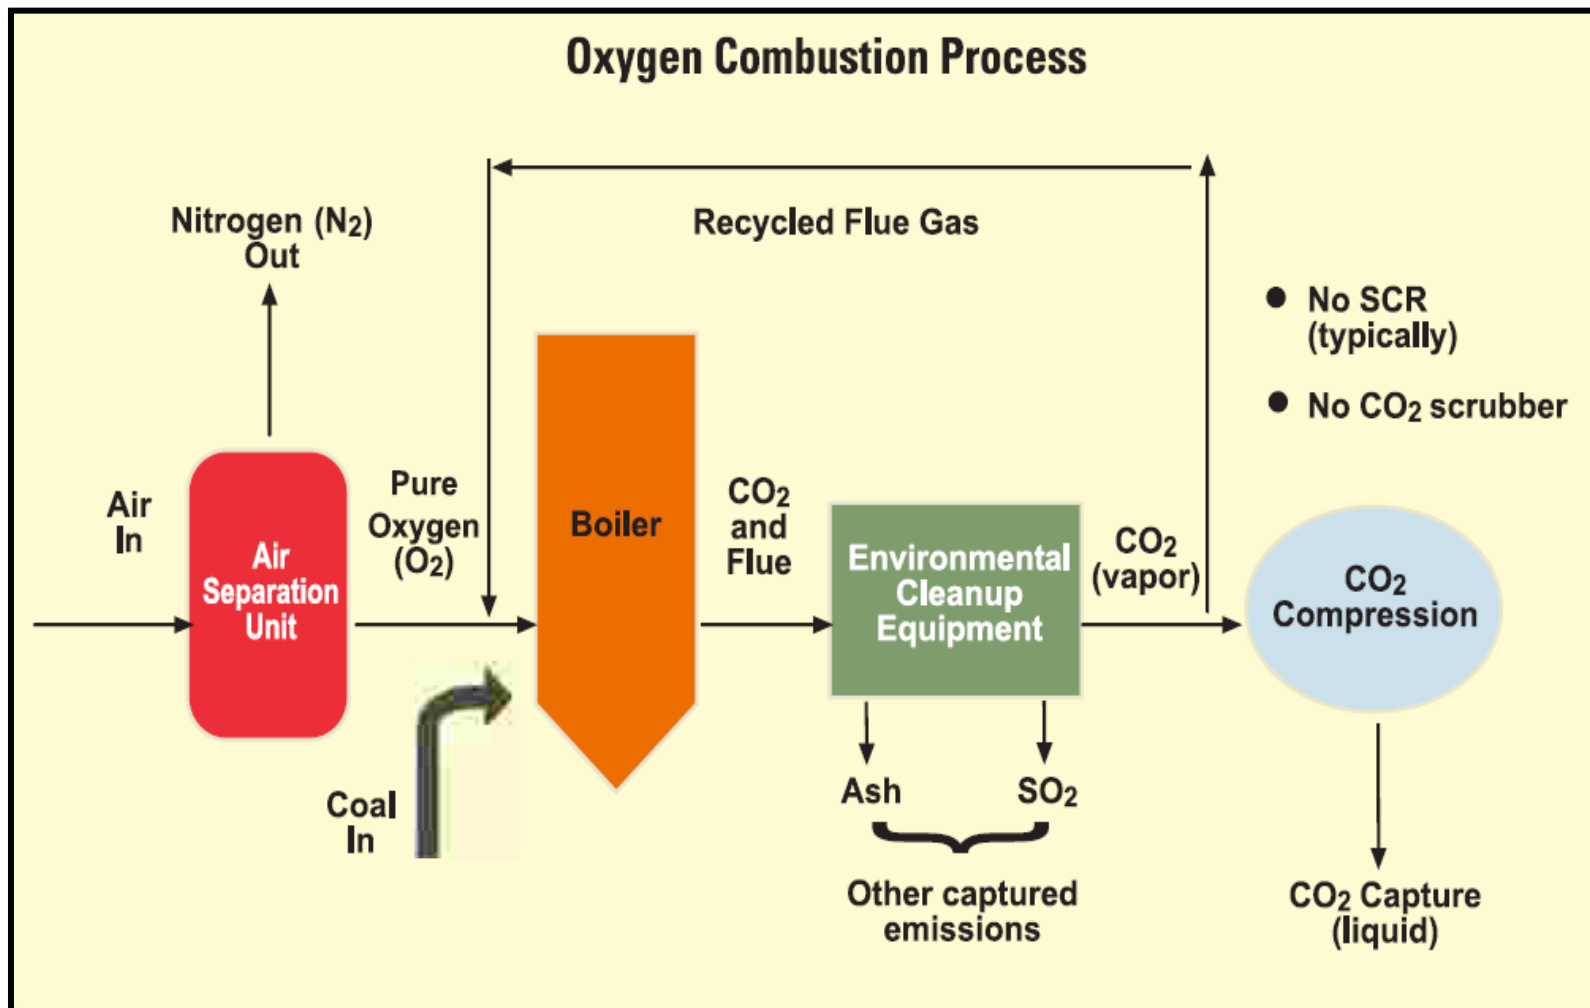 Oxygen Combustion Process
Nitrogen (N₂)
Out
Recycled Flue Gas
● No SCR
(typically)
● No CO₂ scrubber
Air
In
Air
Separation
Unit
Pure
Oxygen
(O₂)
Boiler
CO₂
and
Flue
Environmental
Cleanup
Equipment
CO₂
(vapor)
CO₂
Compression
Coal
In
Ash
SO₂
Other captured
emissions
CO₂ Capture
(liquid)